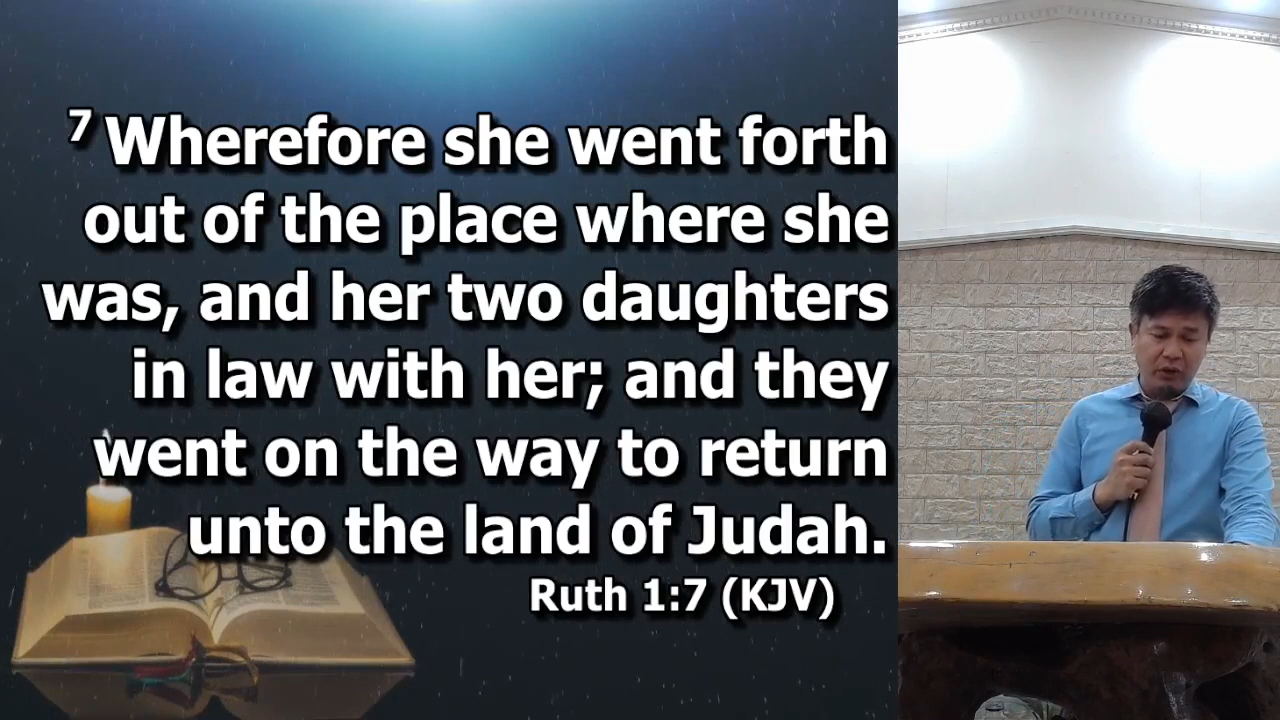 7 Wherefore she went forth
out of the place where she
was, and her two daughters
in law with her; and they
went on the way to return
unto the land of Judah.
Ruth 1:7 (KJV)